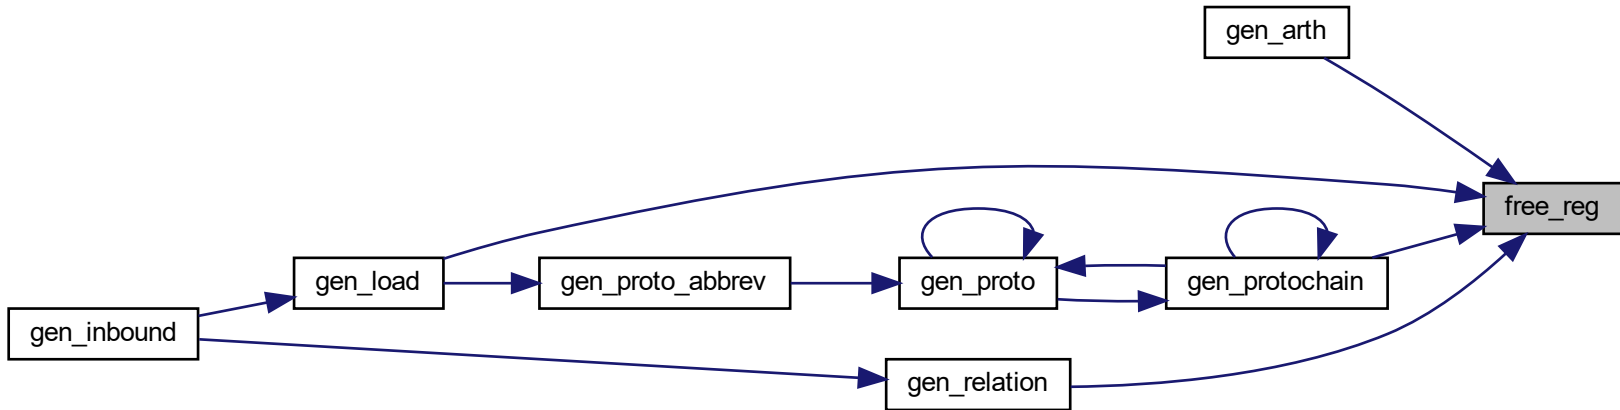 gen_arth
free_reg
gen_load
gen_proto_abbrev
gen_proto
gen_protochain
gen_inbound
gen_relation